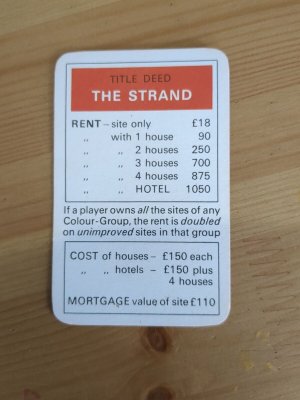 TITLE DEED
THE STRAND
RENT – site only £18
,, with 1 house 90
,, ,, 2 houses 250
,, ,, 3 houses 700
,, ,, 4 houses 875
,, ,, HOTEL 1050
If a player owns all the sites of any
Colour-Group, the rent is doubled
on unimproved sites in that group
COST of houses – £150 each
,, ,, hotels – £150 plus
4 houses
MORTGAGE value of site £110